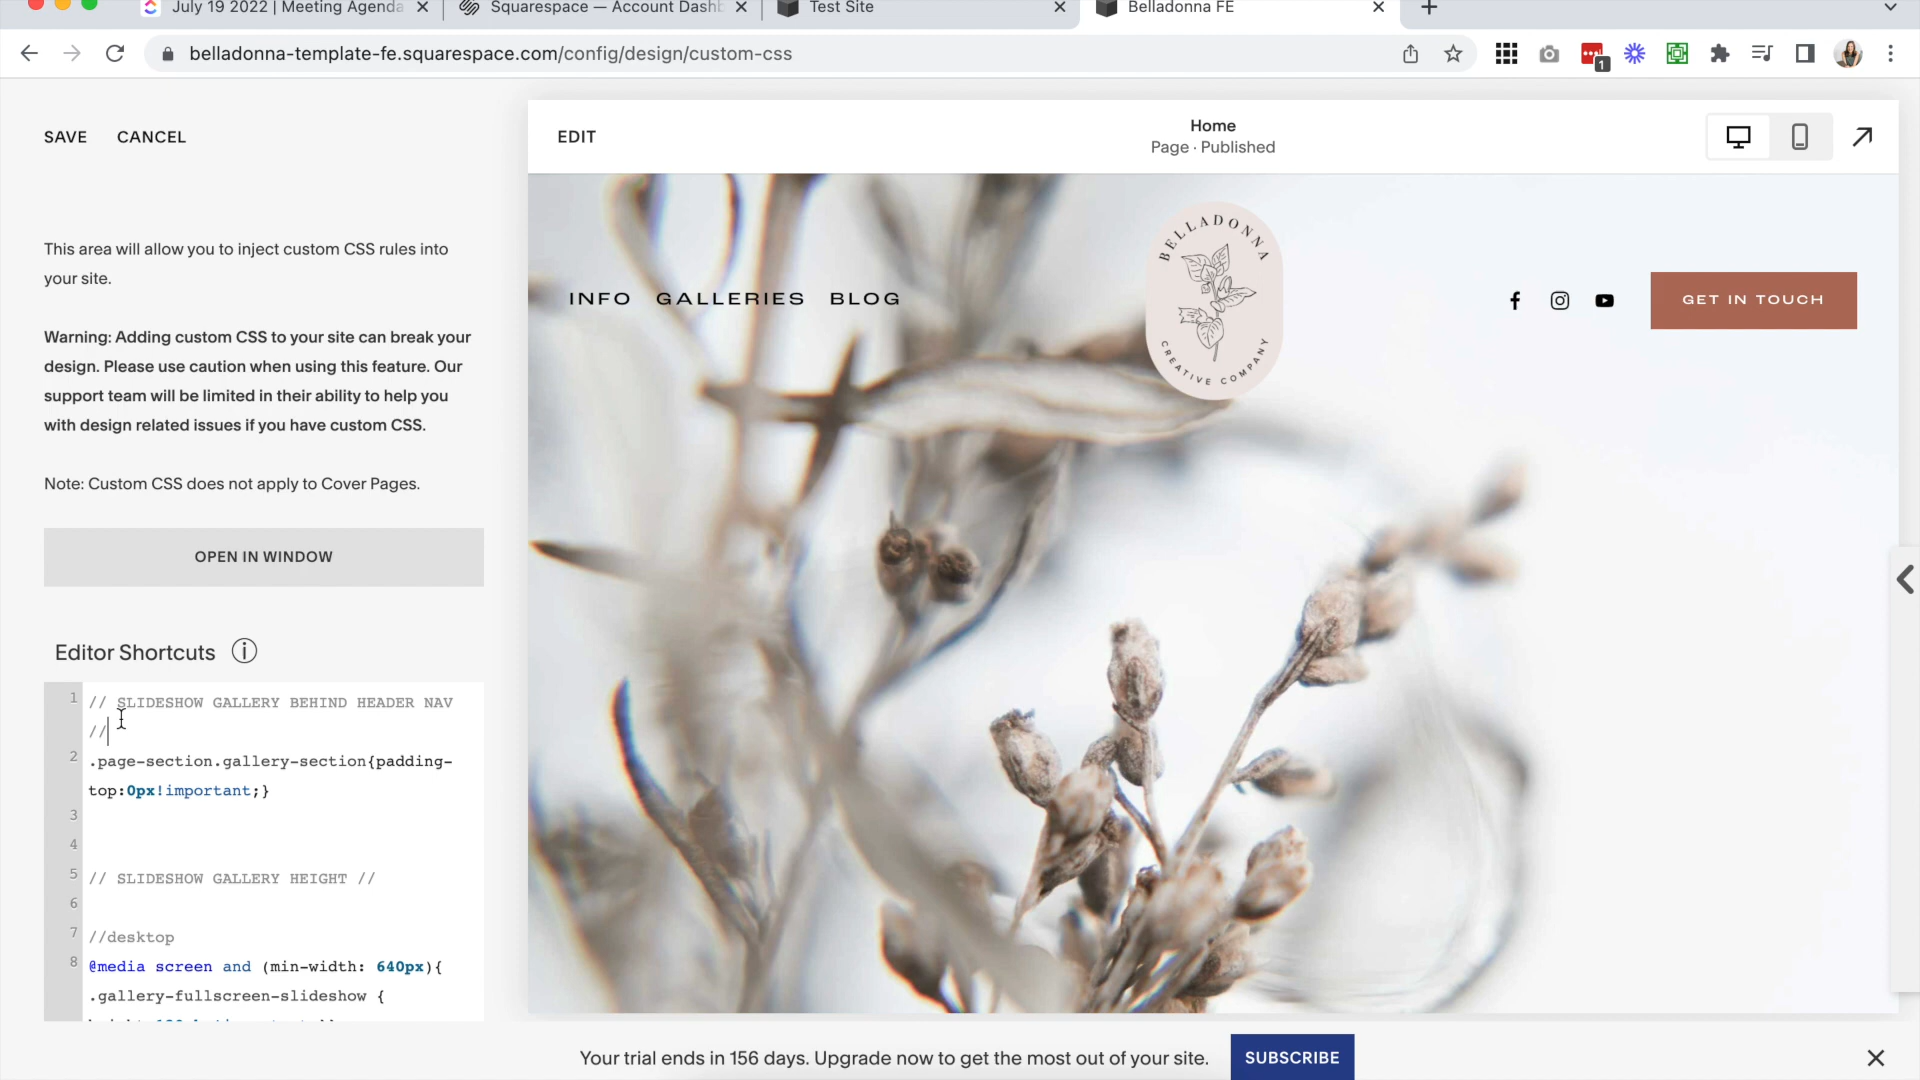 July 19 2022 | Meeting Agenda
Squarespace — Account Dashb
Test Site
Belladonna FE
belladonna-template-fe.squarespace.com/config/design/custom-css
1
SAVE CANCEL
This area will allow you to inject custom CSS rules into
your site.
Warning: Adding custom CSS to your site can break your
design. Please use caution when using this feature. Our
support team will be limited in their ability to help you
with design related issues if you have custom CSS.
Note: Custom CSS does not apply to Cover Pages.
OPEN IN WINDOW
Editor Shortcuts
1 // SLIDESHOW GALLERY BEHIND HEADER NAV
//
2 .page-section.gallery-section{padding-
top:0px!important;}
3
4
5 // SLIDESHOW GALLERY HEIGHT //
6
7 //desktop
8 @media screen and (min-width: 640px){
.gallery-fullscreen-slideshow {
EDIT
Home
Page · Published
INFO GALLERIES BLOG
BELLADONNA
CREATIVE COMPANY
GET IN TOUCH
Your trial ends in 156 days. Upgrade now to get the most out of your site.
SUBSCRIBE